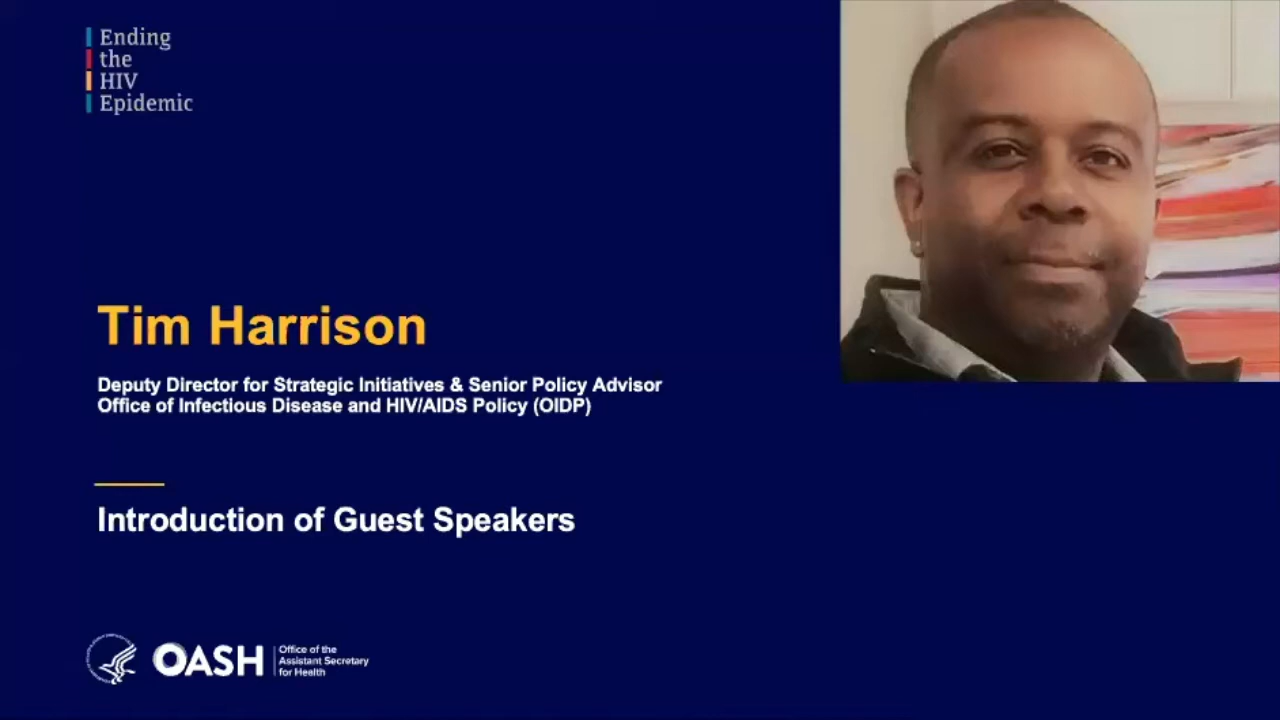 Ending
the
HIV
Epidemic
Tim Harrison
Deputy Director for Strategic Initiatives & Senior Policy Advisor
Office of Infectious Disease and HIV/AIDS Policy (OIDP)
Introduction of Guest Speakers
OASH
Office of the
Assistant Secretary
for Health